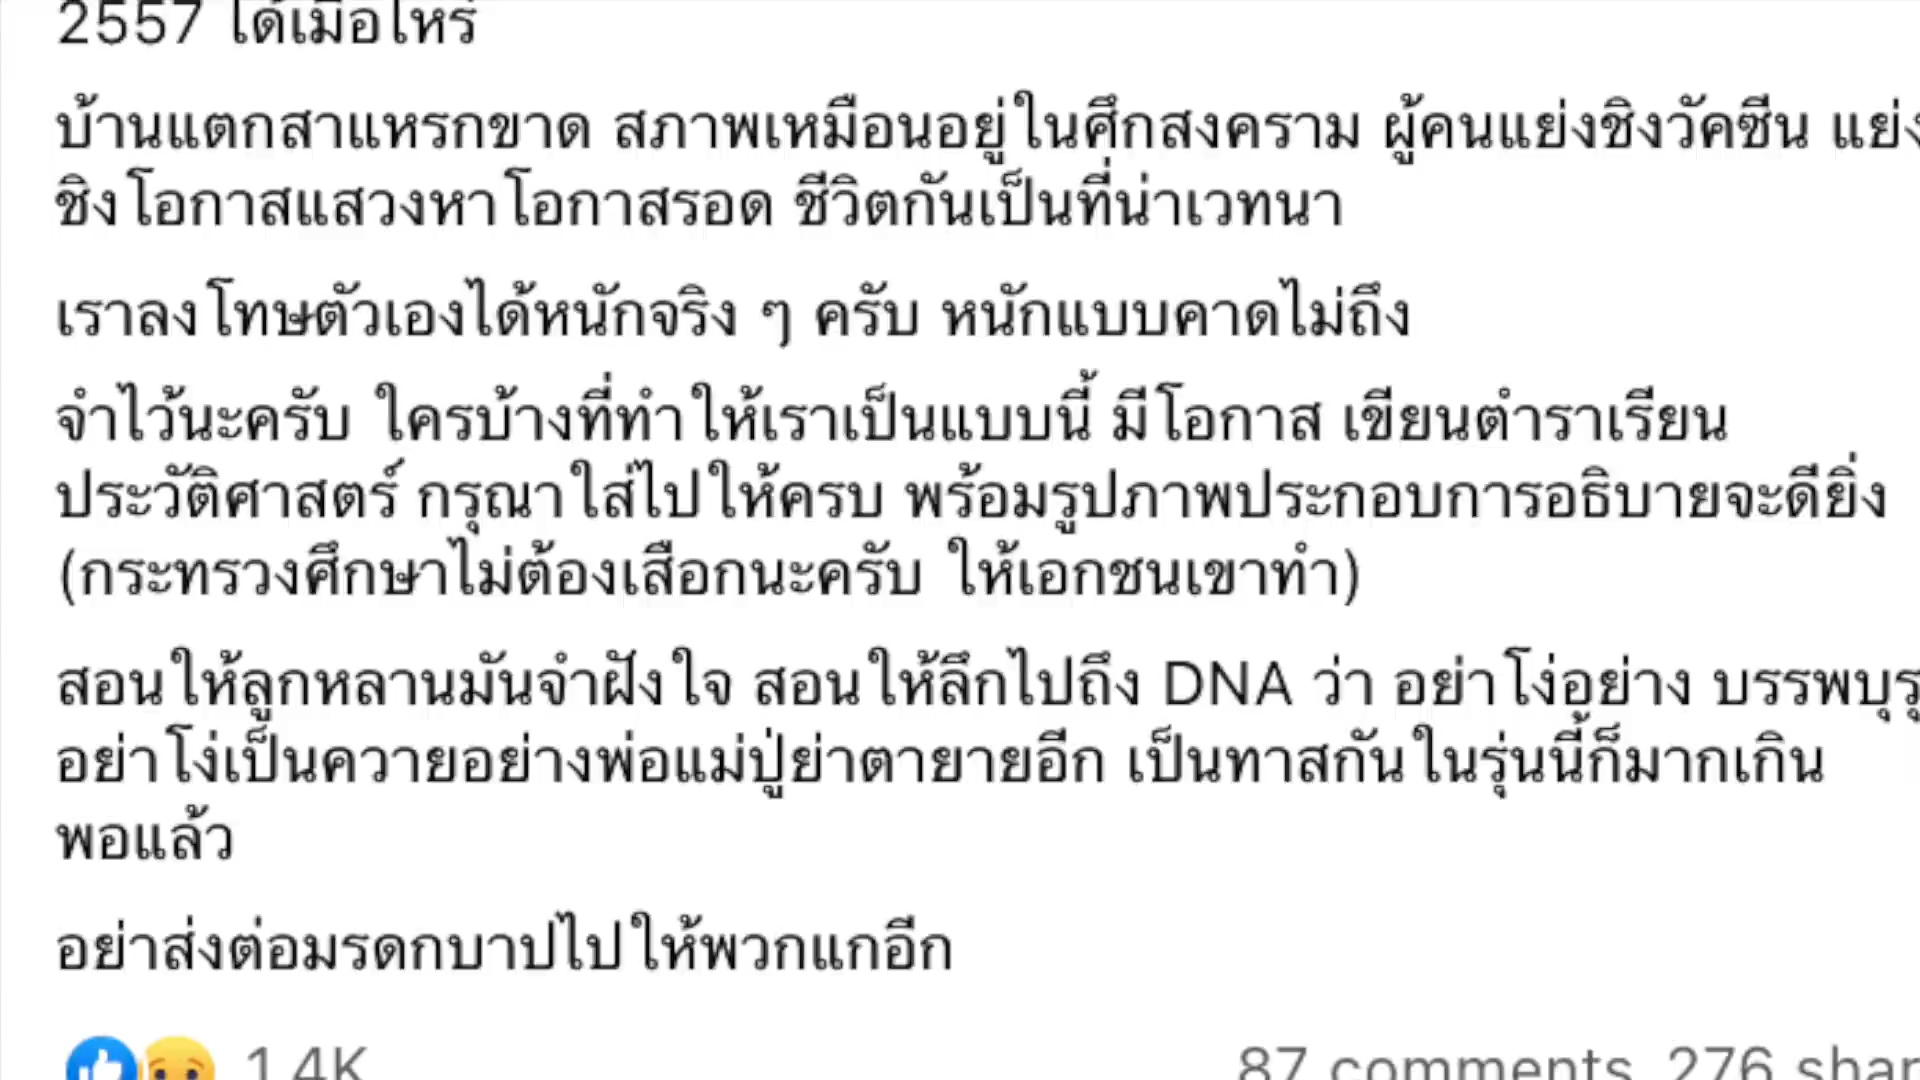 2557 ได้เมื่อไหร่
บ้านแตกสาแหรกขาด สภาพเหมือนอยู่ในศึกสงคราม ผู้คนแย่งชิงวัคซีน แย่ง
ชิงโอกาสแสวงหาโอกาสรอด ชีวิตกันเป็นที่น่าเวทนา
เราลงโทษตัวเองได้หนักจริง ๆ ครับ หนักแบบคาดไม่ถึง
จำไว้นะครับ ใครบ้างที่ทำให้เราเป็นแบบนี้ มีโอกาส เขียนตำราเรียน
ประวัติศาสตร์ กรุณาใส่ไปให้ครบ พร้อมรูปภาพประกอบการอธิบายจะดียิ่ง
(กระทรวงศึกษาไม่ต้องเสือกนะครับ ให้เอกชนเขาทำ)
สอนให้ลูกหลานมันจำฝังใจ สอนให้ลึกไปถึง DNA ว่า อย่าโง่อย่าง บรรพบุรุ
อย่าโง่เป็นควายอย่างพ่อแม่ปู่ย่าตายายอีก เป็นทาสกันในรุ่นนี้ก็มากเกิน
พอแล้ว
อย่าส่งต่อมรดกบาปไปให้พวกแกอีก
1.4K 87 comments 276 shar